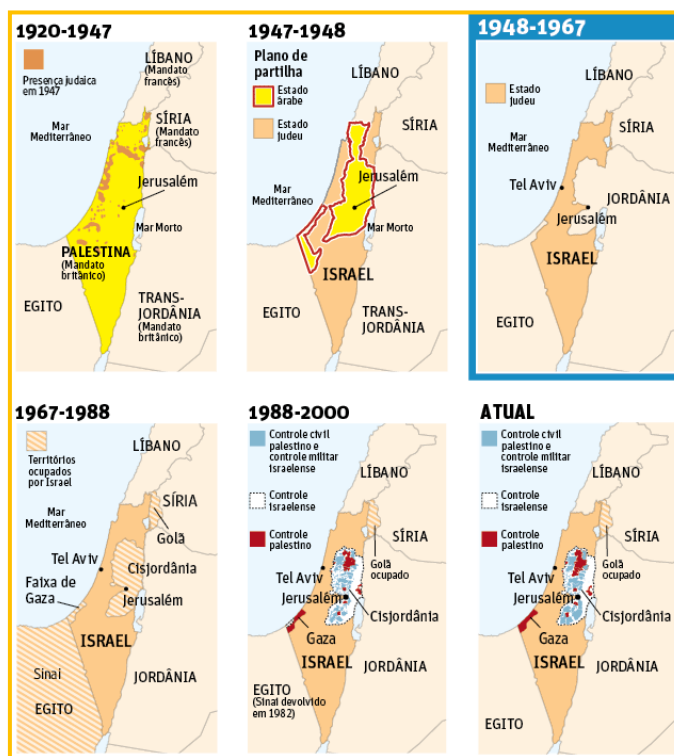 1920-1947
Presença judaica
em 1947
LÍBANO
(Mandato
francês)
SÍRIA
(Mandato
francês)
Mar
Mediterrâneo
Jerusalém
Mar Morto
PALESTINA
(Mandato
britânico)
EGITO
TRANS-
JORDÂNIA
(Mandato
britânico)
1947-1948
Plano de
partilha
Estado
árabe
Estado
judeu
LÍBANO
SÍRIA
Jerusalém
Mar
Mediterrâneo
Mar Morto
ISRAEL
EGITO
TRANS-
JORDÂNIA
1948-1967
Estado
judeu
LÍBANO
Mar
Mediterrâneo
SÍRIA
Tel Aviv
JORDÂNIA
Jerusalém
ISRAEL
EGITO
1967-1988
Territórios
ocupados
por Israel
LÍBANO
SÍRIA
Mar
Mediterrâneo
Golã
Tel Aviv
Cisjordânia
Faixa de
Gaza
Jerusalém
ISRAEL
Sinai
JORDÂNIA
EGITO
1988-2000
Controle civil
palestino e
controle militar
israelense
LÍBANO
Controle
israelense
SÍRIA
Controle
palestino
Golã
ocupado
Tel Aviv
Jerusalém
Cisjordânia
Gaza
ISRAEL
JORDÂNIA
EGITO
(Sinai devolvido
em 1982)
ATUAL
Controle civil
palestino e
controle militar
israelense
LÍBANO
Controle
israelense
SÍRIA
Controle
palestino
Golã
ocupado
Tel Aviv
Jerusalém
Cisjordânia
Gaza
ISRAEL
JORDÂNIA
EGITO